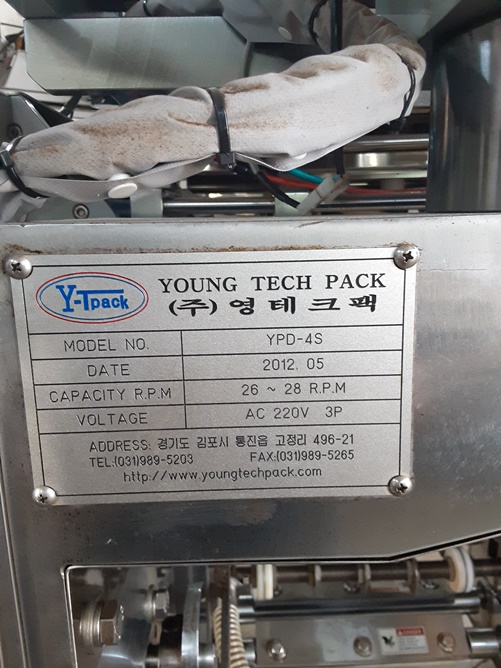 Y-Tpack
YOUNG TECH PACK
(주) 영테크팩
MODEL NO. YPD-4S
DATE 2012. 05
CAPACITY R.P.M 26 ~ 28 R.P.M
VOLTAGE AC 220V 3P
ADDRESS: 경기도 김포시 통진읍 고정리 496-21
TEL:(031)989-5203 FAX:(031)989-5265
http://www.youngtechpack.com